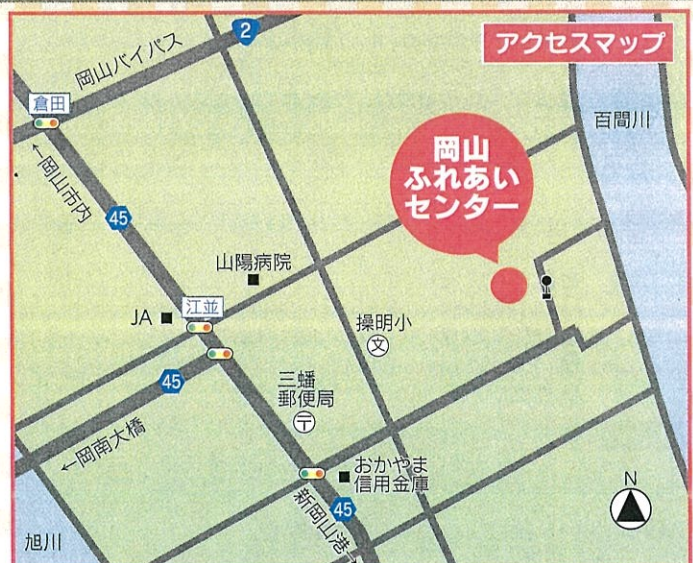 アクセスマップ
2
岡山バイパス
倉田
百間川
←岡山市内
岡山
ふれあい
センター
45
山陽病院
JA
江並
操明小
文
45
三蟠
郵便局
〒
←岡南大橋
おかやま
信用金庫
N
新岡山港
45
旭川